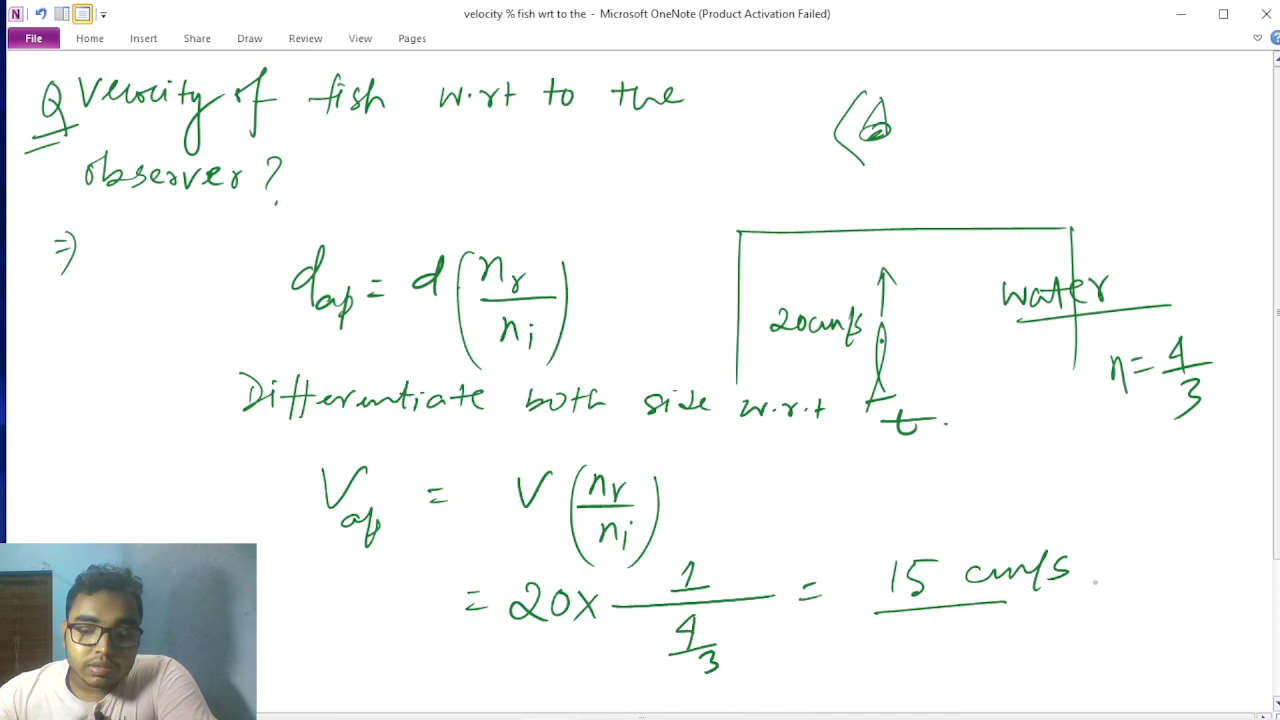 velocity % fish wrt to the - Microsoft OneNote (Product Activation Failed)
File Home Insert Share Draw Review View Pages
Q Velocity of fish w.r.t to the
observer ?
⇒
d_ap = d (n_r / n_i)
20cm/s
water
n = 4/3
Differentiate both side w.r.t t.
V_ap = V (n_r / n_i)
= 20 x 1 / (4/3) = 15 cm/s